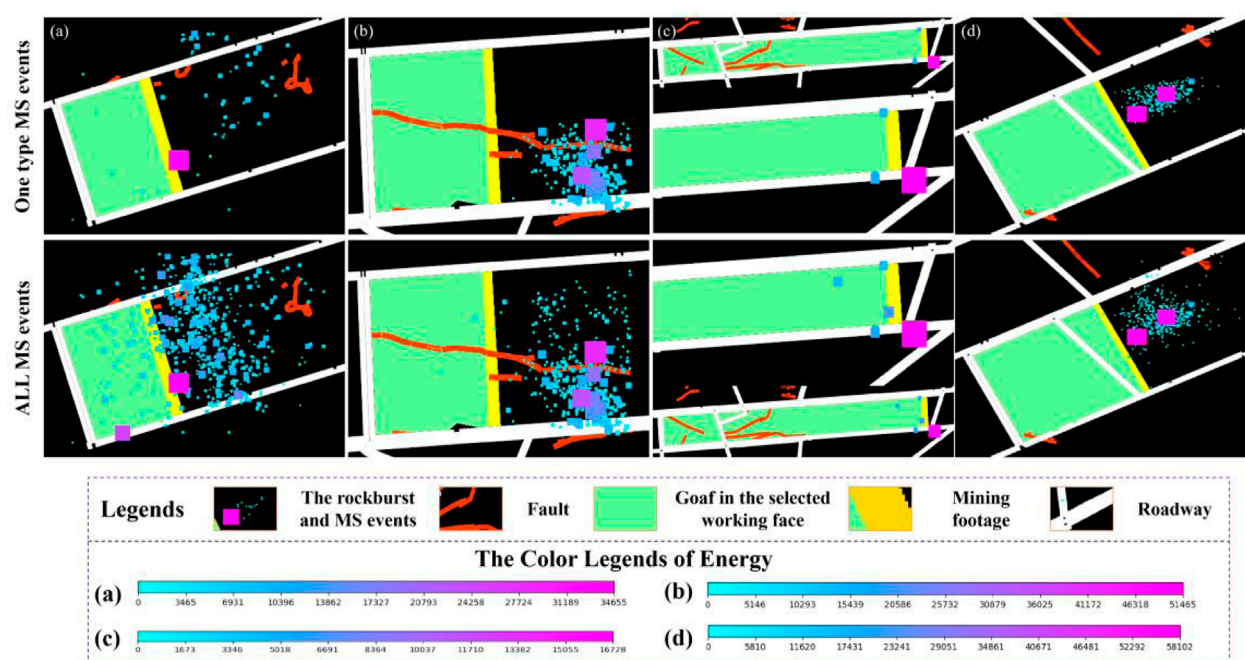 (a) (b) (c) (d)
One type MS events
ALL MS events
Legends
The rockburst
and MS events
Fault
Goaf in the selected
working face
Mining
footage
Roadway
The Color Legends of Energy
(a)
0 3465 6931 10396 13862 17327 20793 24258 27724 31189 34655
(b)
0 5146 10293 15439 20586 25732 30879 36025 41172 46318 51465
(c)
0 1673 3346 5018 6691 8364 10037 11710 13382 15055 16728
(d)
0 5810 11620 17431 23241 29051 34861 40671 46481 52292 58102